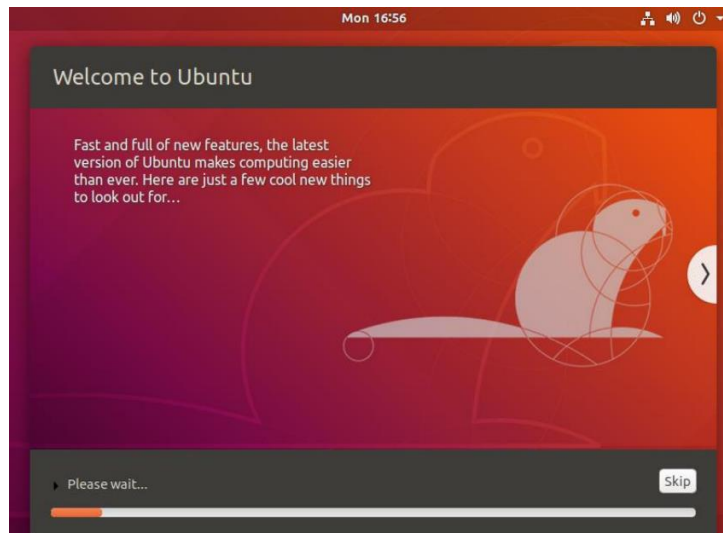 Mon 16:56
Welcome to Ubuntu
Fast and full of new features, the latest
version of Ubuntu makes computing easier
than ever. Here are just a few cool new things
to look out for…
Please wait...
Skip